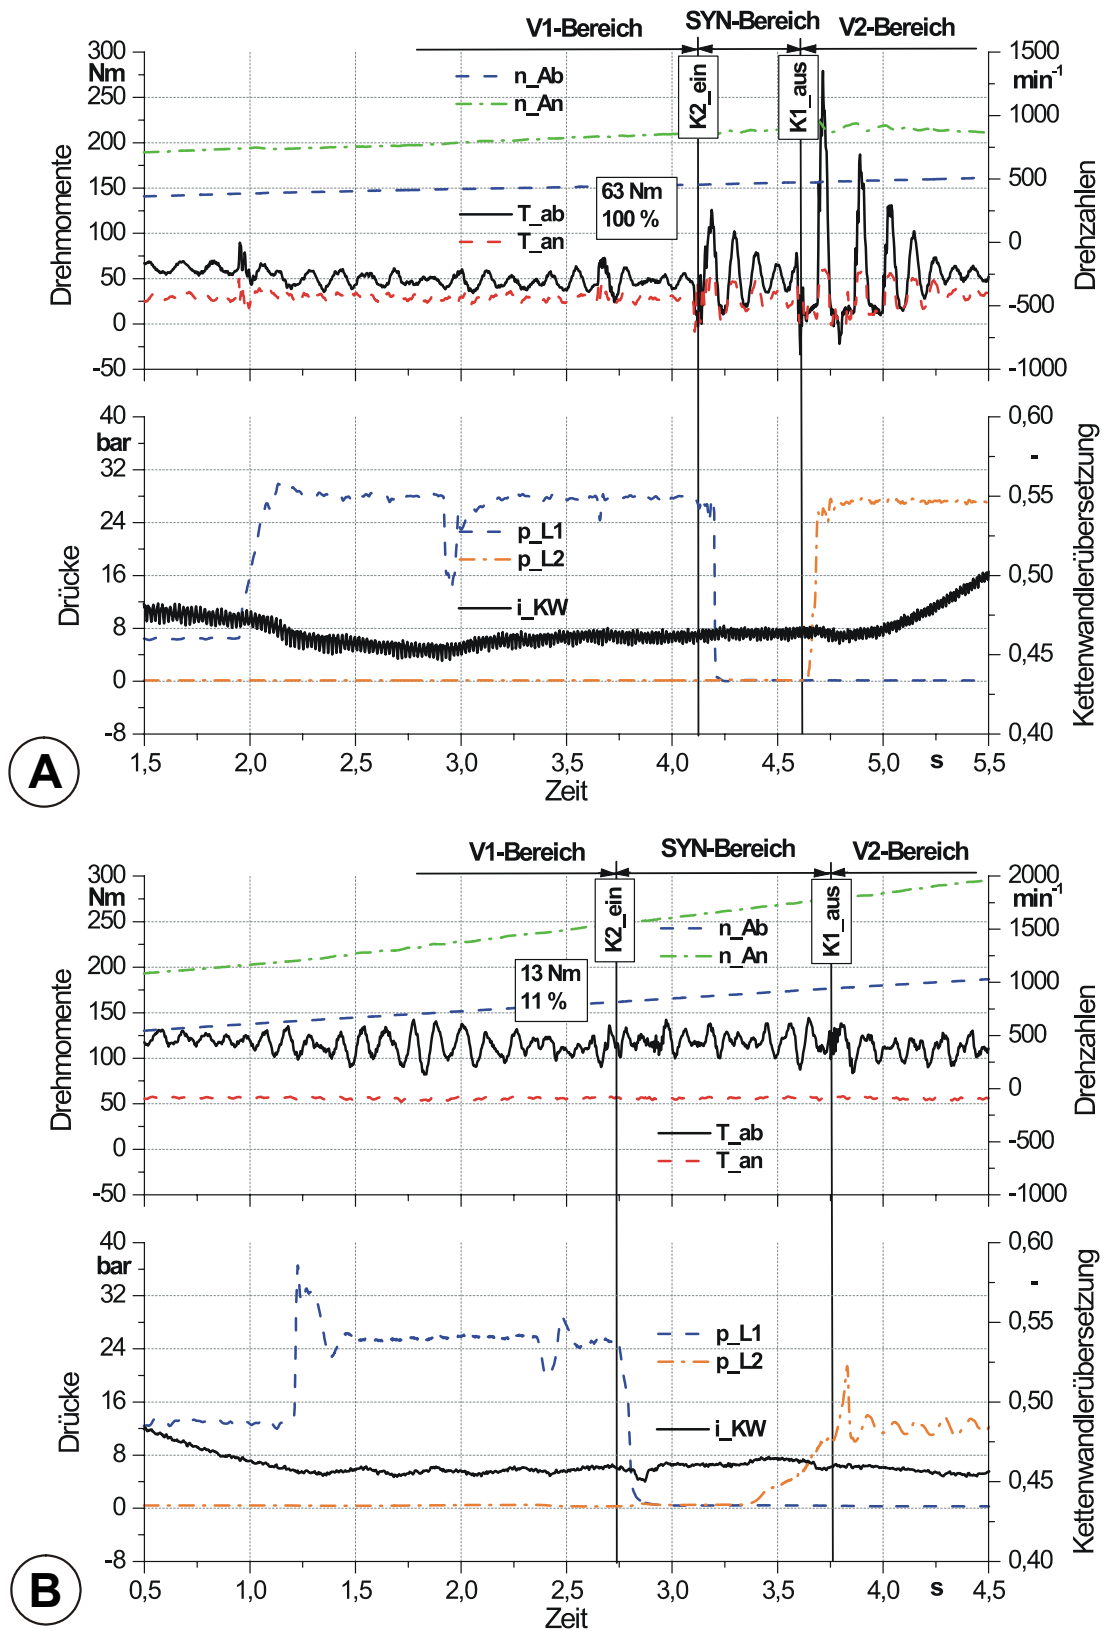 V1-Bereich SYN-Bereich V2-Bereich
300 1500
Nm min⁻¹
250 1000
200
150 500
100 0
50
0 -500
-50 -1000
Drehmomente
Drehzahlen
n_Ab
n_An
K2_ein
K1_aus
63 Nm
100 %
T_ab
T_an
40 0,60
bar -
32 0,55
24
16 0,50
8 0,45
0
-8 0,40
Drücke
Kettenwandlerübersetzung
p_L1
p_L2
i_KW
1,5 2,0 2,5 3,0 3,5 4,0 4,5 5,0 s 5,5
Zeit
A
V1-Bereich SYN-Bereich V2-Bereich
300 2000
Nm min⁻¹
250 1500
200 1000
150 500
100 0
50
0 -500
-50 -1000
Drehmomente
Drehzahlen
K2_ein
K1_aus
n_Ab
n_An
13 Nm
11 %
T_ab
T_an
40 0,60
bar -
32 0,55
24
16 0,50
8 0,45
0
-8 0,40
Drücke
Kettenwandlerübersetzung
p_L1
p_L2
i_KW
0,5 1,0 1,5 2,0 2,5 3,0 3,5 4,0 s 4,5
Zeit
B